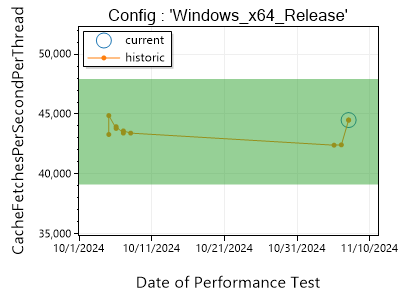 Config : 'Windows_x64_Release'
current
historic
CacheFetchesPerSecondPerThread
50,000
45,000
40,000
35,000
10/1/2024
10/11/2024
10/21/2024
10/31/2024
11/10/2024
Date of Performance Test